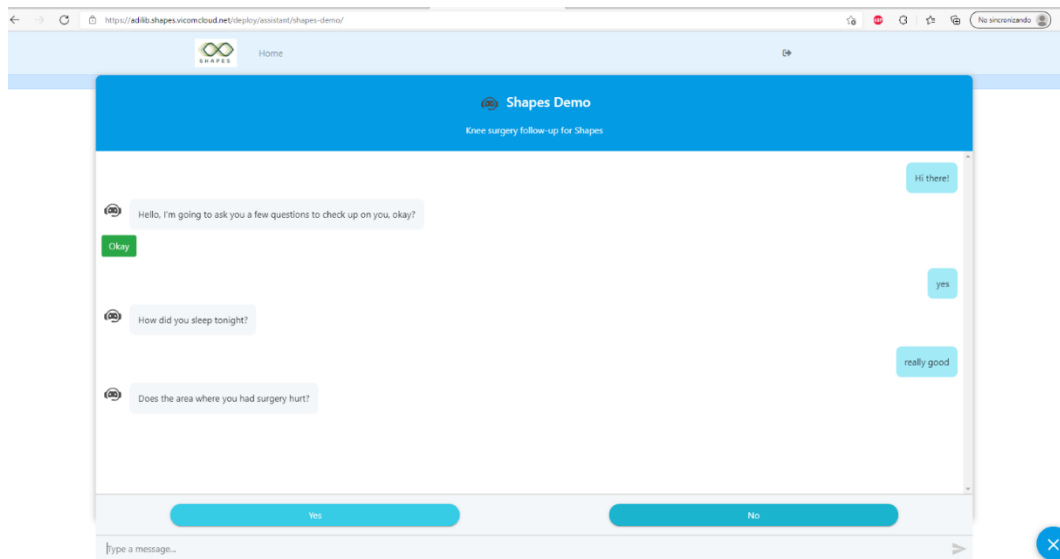 https://adilib.shapes.vicomcloud.net/deploy/assistant/shapes-demo/
No sincronizando
SHAPES
Home
Shapes Demo
Knee surgery follow-up for Shapes
Hi there!
Hello, I'm going to ask you a few questions to check up on you, okay?
Okay
yes
How did you sleep tonight?
really good
Does the area where you had surgery hurt?
Yes
No
Type a message...